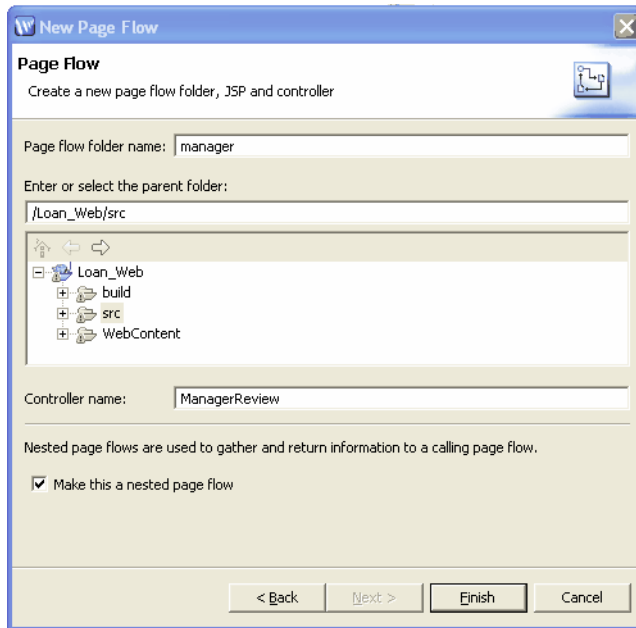 New Page Flow
Page Flow
Create a new page flow folder, JSP and controller
Page flow folder name: manager
Enter or select the parent folder:
/Loan_Web/src
Loan_Web
build
src
WebContent
Controller name: ManagerReview
Nested page flows are used to gather and return information to a calling page flow.
Make this a nested page flow
< Back Next > Finish Cancel